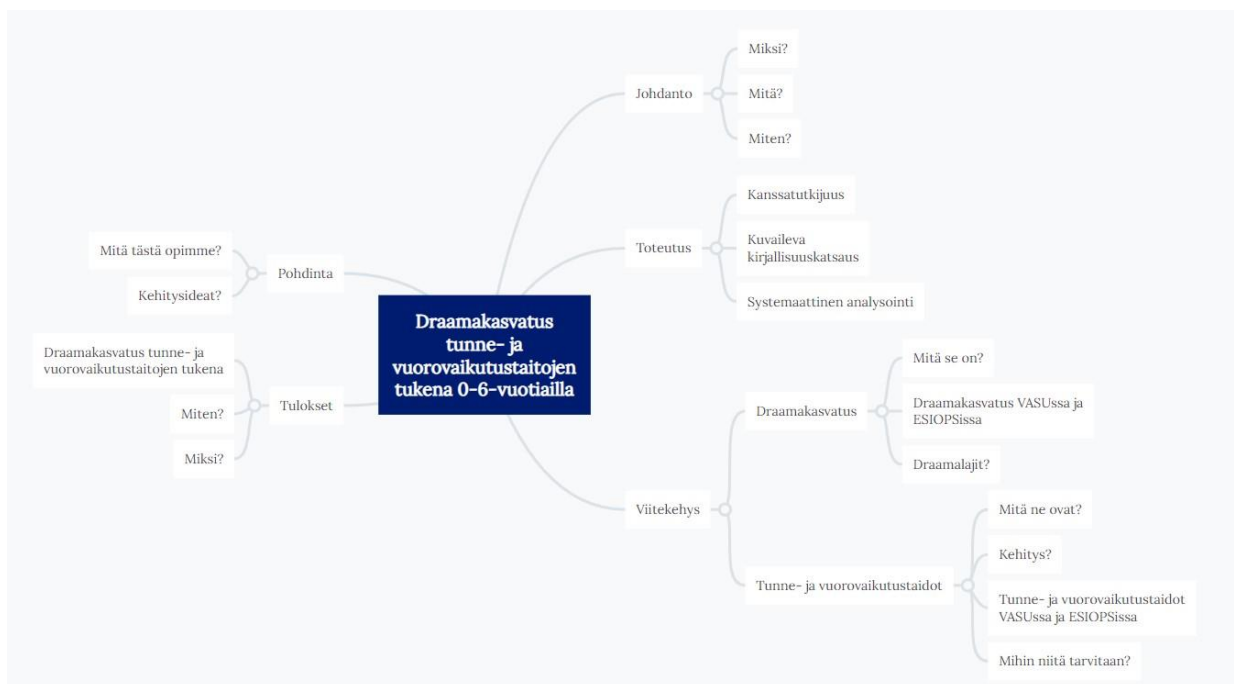 Draamakasvatus
tunne- ja
vuorovaikutustaitojen
tukena 0-6-vuotiailla
Johdanto
Miksi?
Mitä?
Miten?
Toteutus
Kanssatutkijuus
Kuvaileva
kirjallisuuskatsaus
Systemaattinen analysointi
Viitekehys
Draamakasvatus
Mitä se on?
Draamakasvatus VASUssa ja
ESIOPSissa
Draamalajit?
Tunne- ja vuorovaikutustaidot
Mitä ne ovat?
Kehitys?
Tunne- ja vuorovaikutustaidot
VASUssa ja ESIOPSissa
Mihin niitä tarvitaan?
Tulokset
Draamakasvatus tunne- ja
vuorovaikutustaitojen tukena
Miten?
Miksi?
Pohdinta
Mitä tästä opimme?
Kehitysideat?